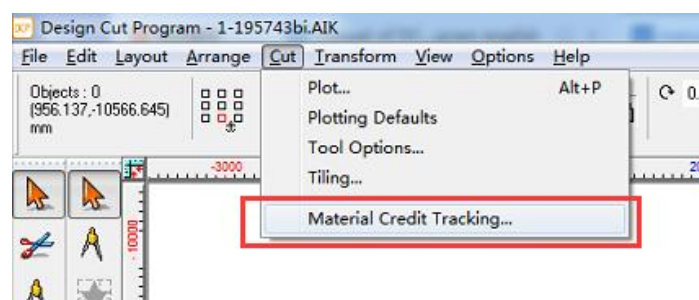 Design Cut Program - 1-195743bi.AIK
File Edit Layout Arrange Cut Transform View Options Help
Objects : 0
(956.137,-10566.645)
mm
Plot... Alt+P
Plotting Defaults
Tool Options...
Tiling...
Material Credit Tracking...
-3000
-10000